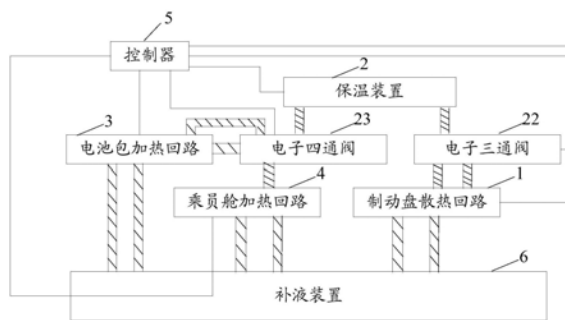 5
控制器
2
保温装置
3
电池包加热回路
23
电子四通阀
22
电子三通阀
4
乘员舱加热回路
1
制动盘散热回路
6
补液装置